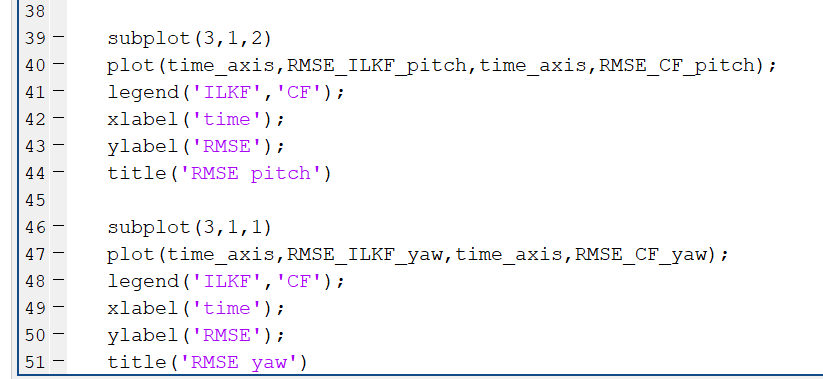 38
39 – subplot(3,1,2)
40 – plot(time_axis,RMSE_ILKF_pitch,time_axis,RMSE_CF_pitch);
41 – legend('ILKF','CF');
42 – xlabel('time');
43 – ylabel('RMSE');
44 – title('RMSE pitch')
45
46 – subplot(3,1,1)
47 – plot(time_axis,RMSE_ILKF_yaw,time_axis,RMSE_CF_yaw);
48 – legend('ILKF','CF');
49 – xlabel('time');
50 – ylabel('RMSE');
51 – title('RMSE yaw')